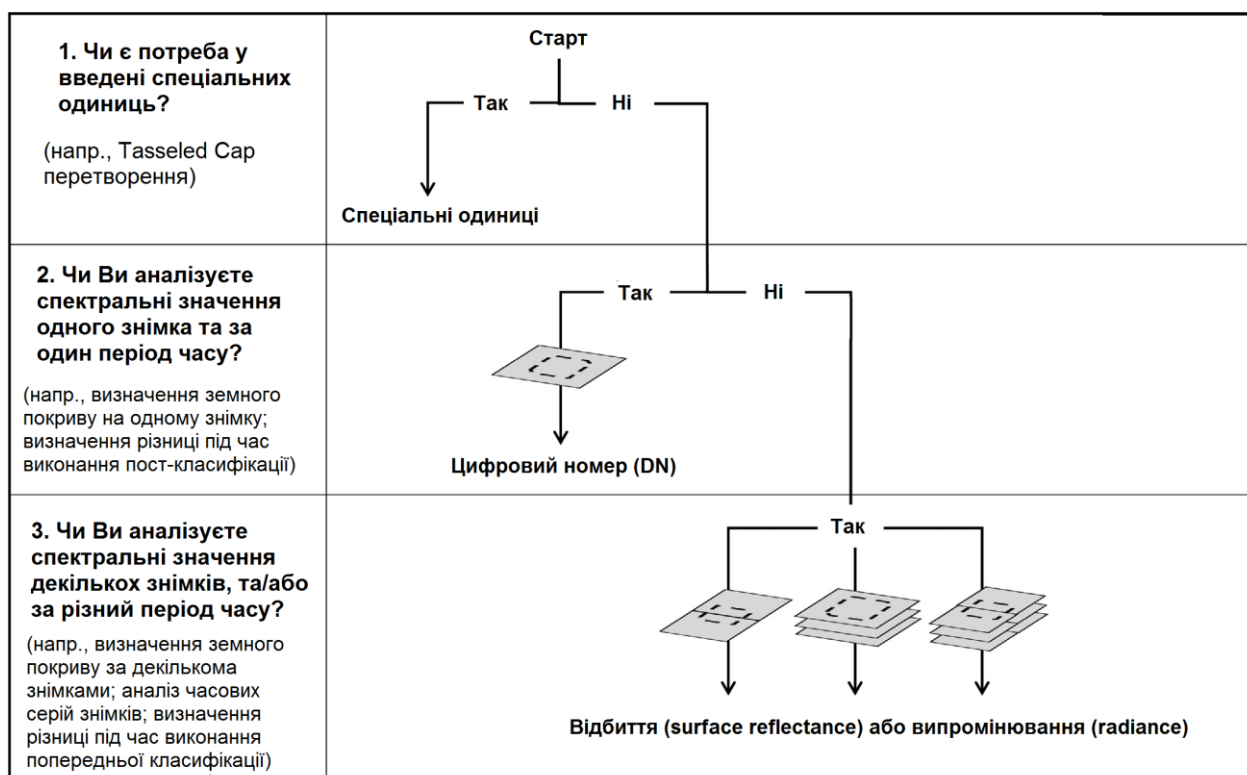 1. Чи є потреба у
введені спеціальних
одиниць?
(напр., Tasseled Cap
перетворення)
Старт
Так
Ні
Спеціальні одиниці
2. Чи Ви аналізуєте
спектральні значення
одного знімка та за
один період часу?
(напр., визначення земного
покриву на одному знімку;
визначення різниці під час
виконання пост-класифікації)
Так
Ні
Цифровий номер (DN)
3. Чи Ви аналізуєте
спектральні значення
декількох знімків, та/або
за різний період часу?
(напр., визначення земного
покриву за декількома
знімками; аналіз часових
серій знімків; визначення
різниці під час виконання
попередньої класифікації)
Так
Відбиття (surface reflectance) або випромінювання (radiance)